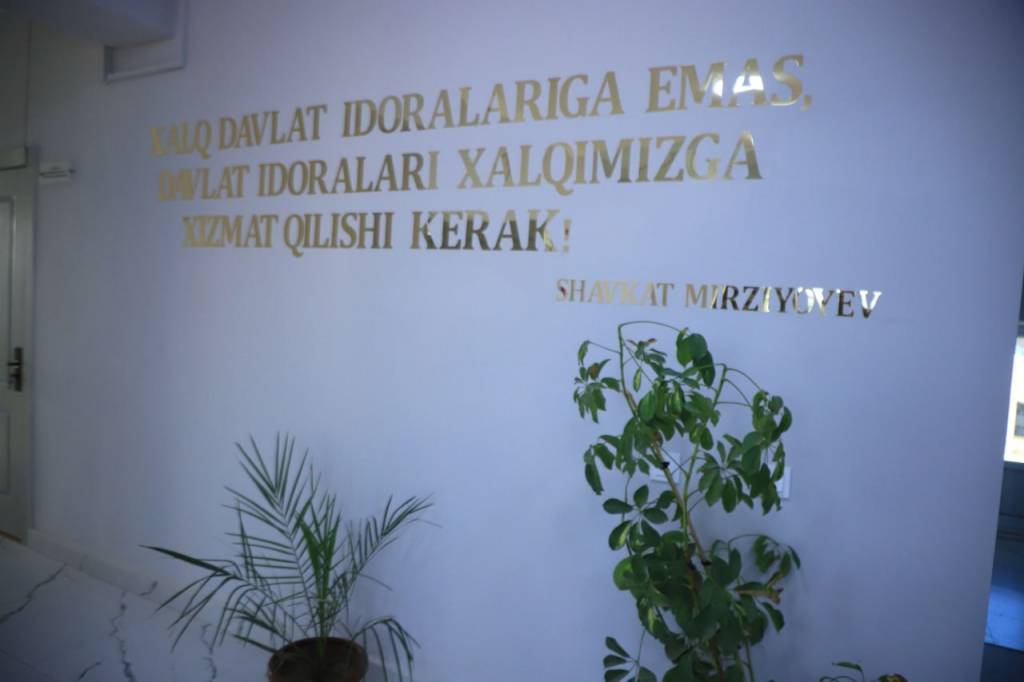 XALQ DAVLAT IDORALARIGA EMAS,
DAVLAT IDORALARI XALQIMIZGA
XIZMAT QILISHI KERAK!
SHAVKAT MIRZIYOYEV